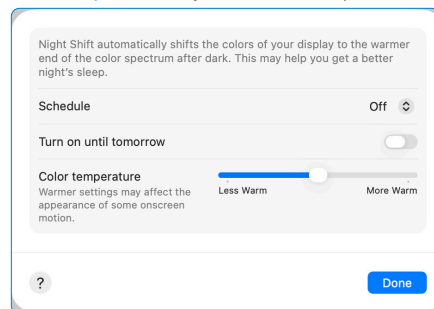 Night Shift automatically shifts the colors of your display to the warmer
end of the color spectrum after dark. This may help you get a better
night's sleep.
Schedule
Off
Turn on until tomorrow
Color temperature
Warmer settings may affect the
appearance of some onscreen
motion.
Less Warm
More Warm
?
Done